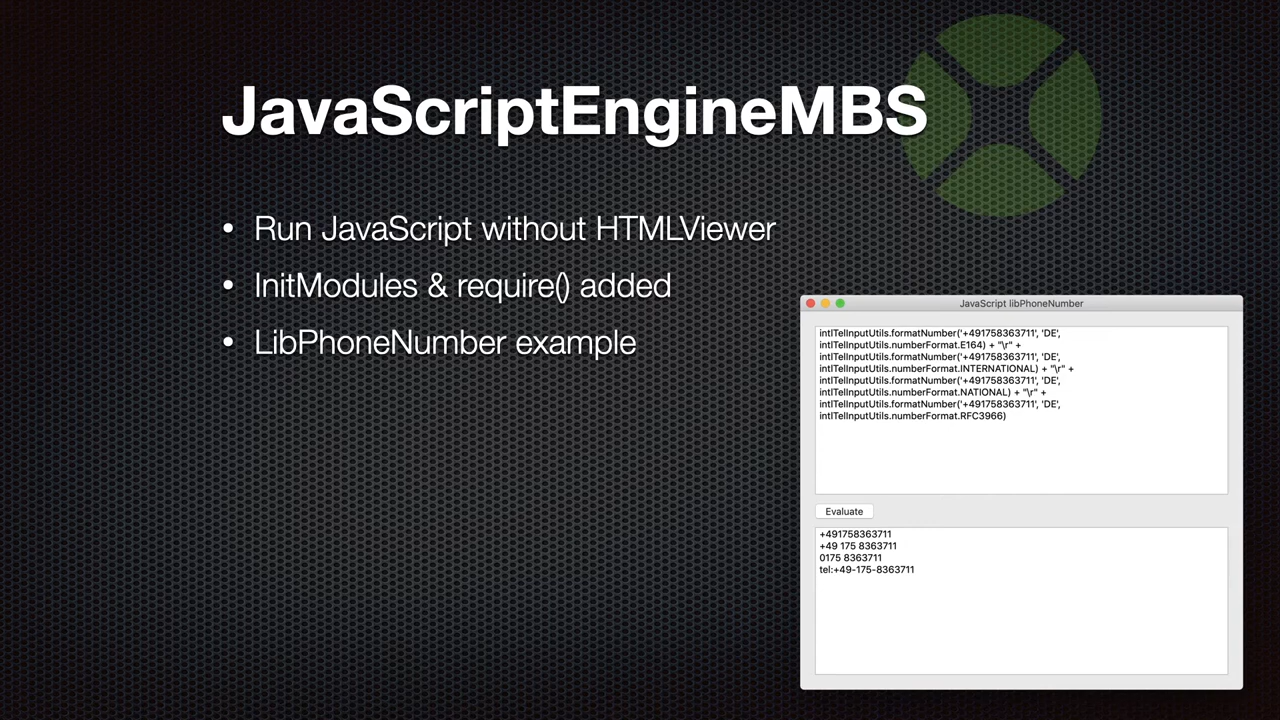 JavaScriptEngineMBS
• Run JavaScript without HTMLViewer
• InitModules & require() added
• LibPhoneNumber example
JavaScript libPhoneNumber
intlTelInputUtils.formatNumber('+491758363711', 'DE',
intlTelInputUtils.numberFormat.E164) + "\r" +
intlTelInputUtils.formatNumber('+491758363711', 'DE',
intlTelInputUtils.numberFormat.INTERNATIONAL) + "\r" +
intlTelInputUtils.formatNumber('+491758363711', 'DE',
intlTelInputUtils.numberFormat.NATIONAL) + "\r" +
intlTelInputUtils.formatNumber('+491758363711', 'DE',
intlTelInputUtils.numberFormat.RFC3966)
Evaluate
+491758363711
+49 175 8363711
0175 8363711
tel:+49-175-8363711